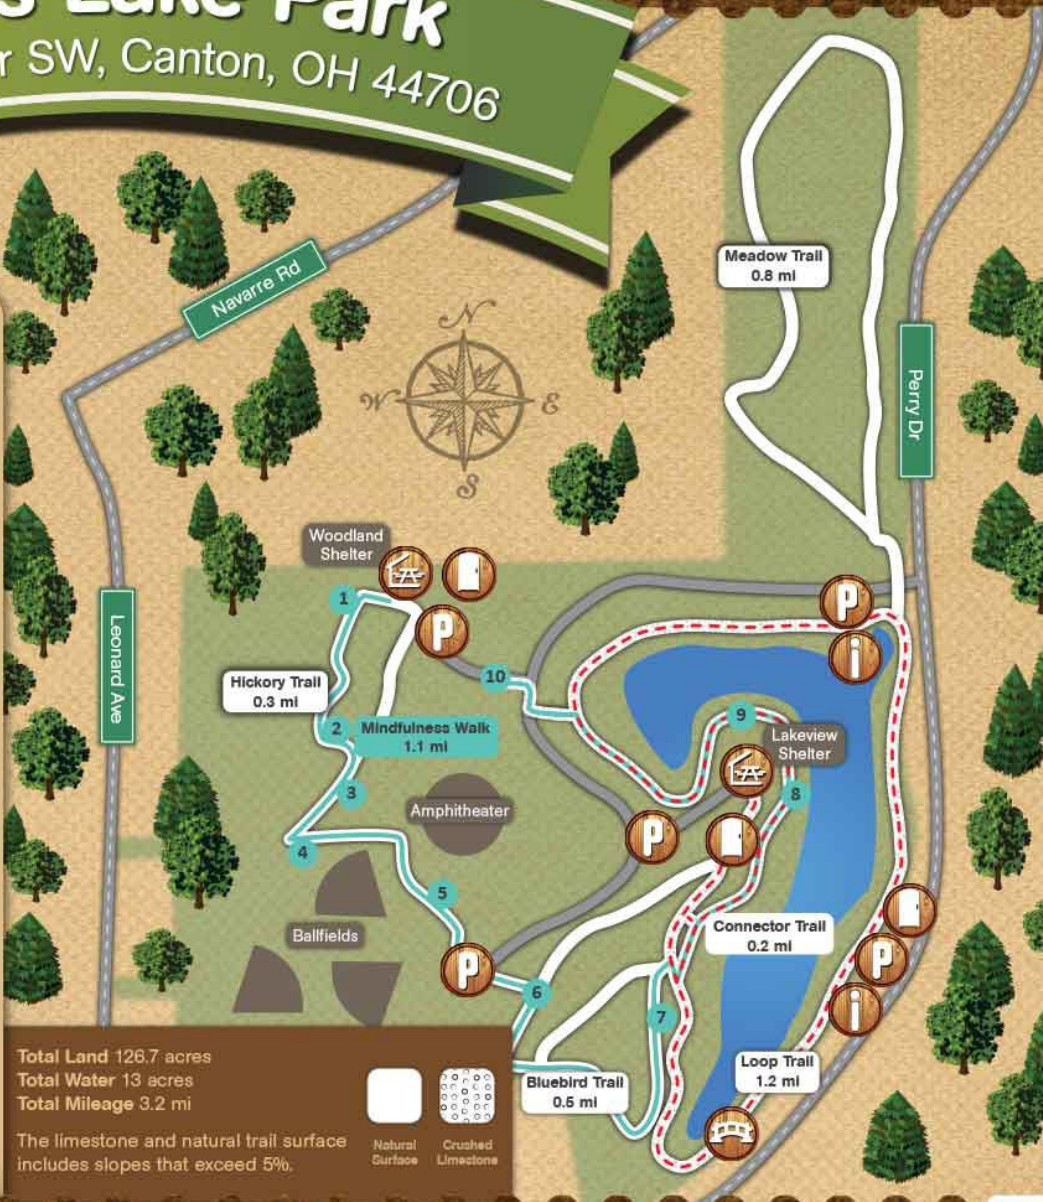 s Lake Park
r SW, Canton, OH 44706
Navarre Rd
N
W
E
S
Meadow Trail
0.8 mi
Perry Dr
Leonard Ave
Woodland
Shelter
P
1
P
i
Hickory Trail
0.3 mi
10
2
Mindfulness Walk
1.1 mi
9
Lakeview
Shelter
3
8
Amphitheater
P
4
5
Ballfields
Connector Trail
0.2 mi
P
P
6
7
i
Total Land 126.7 acres
Total Water 13 acres
Total Mileage 3.2 mi
The limestone and natural trail surface
includes slopes that exceed 5%.
Natural
Surface
Crushed
Limestone
Bluebird Trail
0.5 mi
Loop Trail
1.2 mi